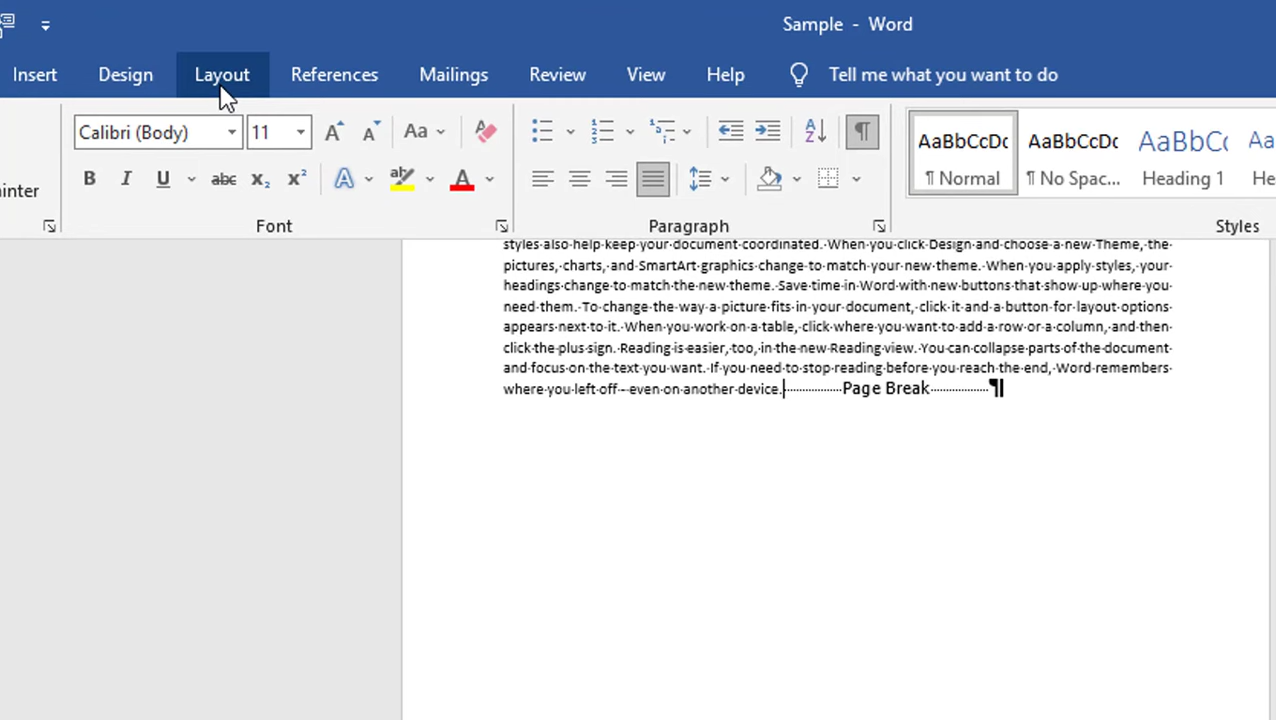 Sample - Word
Insert Design Layout References Mailings Review View Help Tell me what you want to do
Calibri (Body) 11 Aa
AaBbCcDc AaBbCcDc AaBbCc AaB
ainter B I U abc x₂ x² A ab A ¶ Normal ¶ No Spac... Heading 1 He
Font Paragraph Styles
styles also help keep your document coordinated. When you click Design and choose a new Theme, the
pictures, charts, and SmartArt graphics change to match your new theme. When you apply styles, your
headings change to match the new theme. Save time in Word with new buttons that show up where you
need them. To change the way a picture fits in your document, click it and a button for layout options
appears next to it. When you work on a table, click where you want to add a row or a column, and then
click the plus sign. Reading is easier, too, in the new Reading view. You can collapse parts of the document
and focus on the text you want. If you need to stop reading before you reach the end, Word remembers
where you left off - even on another device. Page Break ¶